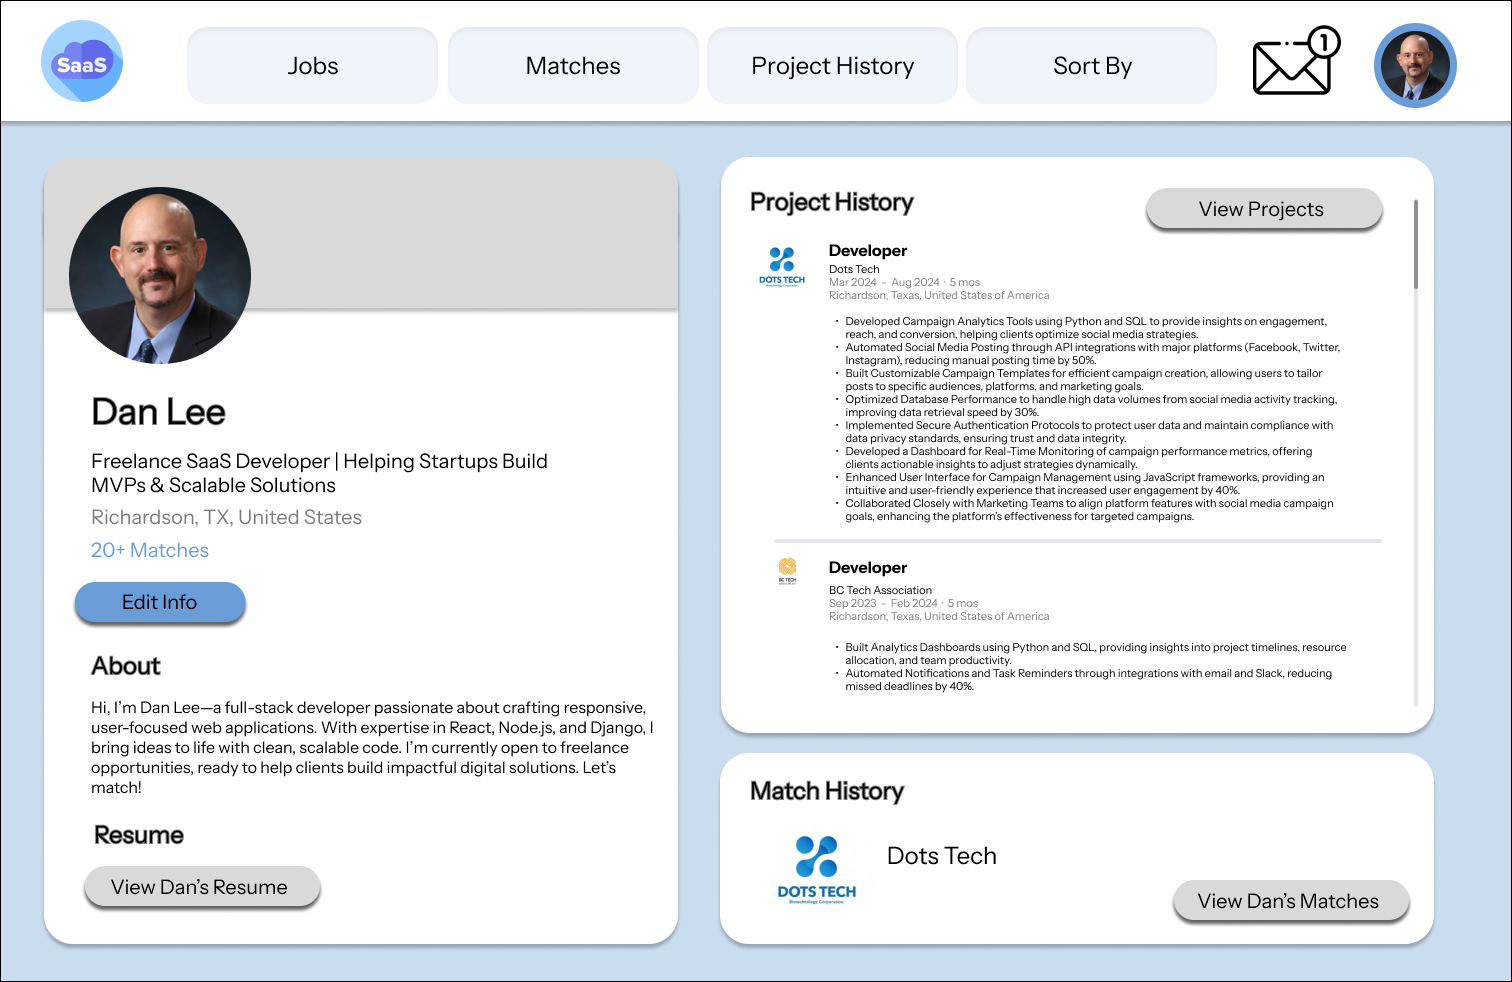 SaaS
Jobs
Matches
Project History
Sort By
1
Dan Lee
Freelance SaaS Developer | Helping Startups Build
MVPs & Scalable Solutions
Richardson, TX, United States
20+ Matches
Edit Info
About
Hi, I'm Dan Lee—a full-stack developer passionate about crafting responsive,
user-focused web applications. With expertise in React, Node.js, and Django, I
bring ideas to life with clean, scalable code. I'm currently open to freelance
opportunities, ready to help clients build impactful digital solutions. Let's
match!
Resume
View Dan's Resume
Project History
View Projects
DOTS TECH
Biotechnology Corporation
Developer
Dots Tech
Mar 2024 - Aug 2024 · 5 mos
Richardson, Texas, United States of America
· Developed Campaign Analytics Tools using Python and SQL to provide insights on engagement,
reach, and conversion, helping clients optimize social media strategies.
· Automated Social Media Posting through API integrations with major platforms (Facebook, Twitter,
Instagram), reducing manual posting time by 50%.
· Built Customizable Campaign Templates for efficient campaign creation, allowing users to tailor
posts to specific audiences, platforms, and marketing goals.
· Optimized Database Performance to handle high data volumes from social media activity tracking,
improving data retrieval speed by 30%.
· Implemented Secure Authentication Protocols to protect user data and maintain compliance with
data privacy standards, ensuring trust and data integrity.
· Developed a Dashboard for Real-Time Monitoring of campaign performance metrics, offering
clients actionable insights to adjust strategies dynamically.
· Enhanced User Interface for Campaign Management using JavaScript frameworks, providing an
intuitive and user-friendly experience that increased user engagement by 40%.
· Collaborated Closely with Marketing Teams to align platform features with social media campaign
goals, enhancing the platform's effectiveness for targeted campaigns.
BC TECH
Developer
BC Tech Association
Sep 2023 - Feb 2024 · 5 mos
Richardson, Texas, United States of America
· Built Analytics Dashboards using Python and SQL, providing insights into project timelines, resource
allocation, and team productivity.
· Automated Notifications and Task Reminders through integrations with email and Slack, reducing
missed deadlines by 40%.
Match History
DOTS TECH
Biotechnology Corporation
Dots Tech
View Dan's Matches